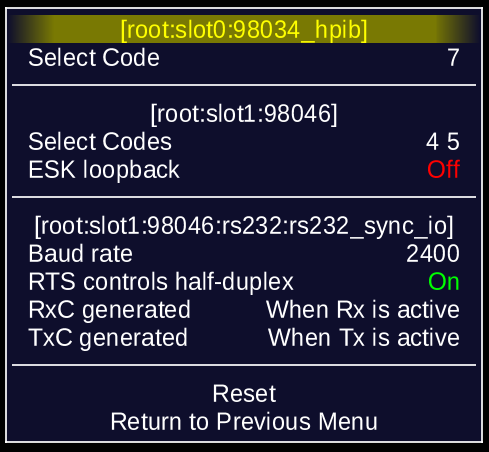 [root:slot0:98034_hpib]
Select Code 7
[root:slot1:98046]
Select Codes 4 5
ESK loopback Off
[root:slot1:98046:rs232:rs232_sync_io]
Baud rate 2400
RTS controls half-duplex On
RxC generated When Rx is active
TxC generated When Tx is active
Reset
Return to Previous Menu